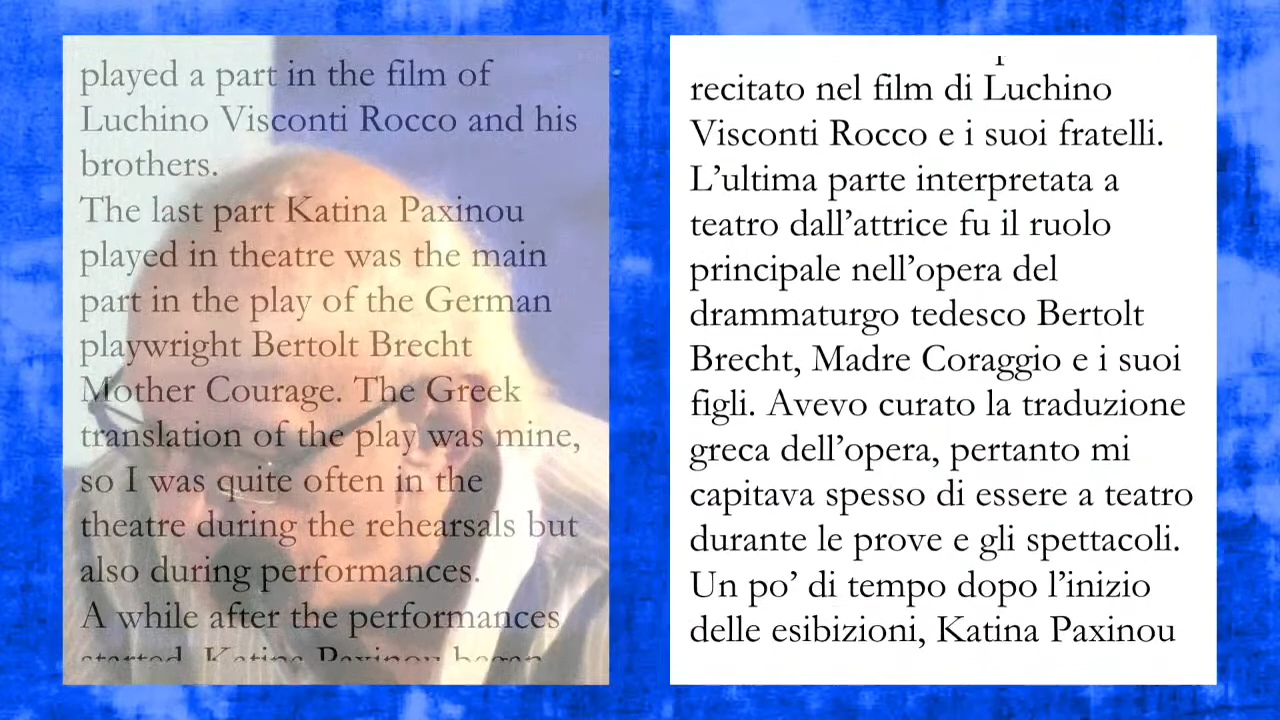 played a part in the film of
Luchino Visconti Rocco and his
brothers.
The last part Katina Paxinou
played in theatre was the main
part in the play of the German
playwright Bertolt Brecht
Mother Courage. The Greek
translation of the play was mine,
so I was quite often in the
theatre during the rehearsals but
also during performances.
A while after the performances
started, Katina Paxinou began
recitato nel film di Luchino
Visconti Rocco e i suoi fratelli.
L’ultima parte interpretata a
teatro dall’attrice fu il ruolo
principale nell’opera del
drammaturgo tedesco Bertolt
Brecht, Madre Coraggio e i suoi
figli. Avevo curato la traduzione
greca dell’opera, pertanto mi
capitava spesso di essere a teatro
durante le prove e gli spettacoli.
Un po’ di tempo dopo l’inizio
delle esibizioni, Katina Paxinou